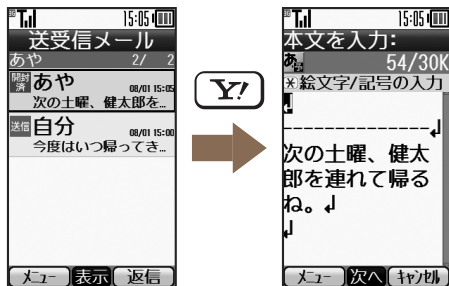 15:05
送受信メール
あや 2/ 2
開封済 あや 08/01 15:05
次の土曜、健太郎を…
送信 自分 08/01 15:00
今度はいつ帰ってき…
メニュー 表示 返信
Y!
15:05
本文を入力:
あ 54/30K
＊絵文字/記号の入力
---------------↲
次の土曜、健太
郎を連れて帰る
ね。↲
↲
メニュー 次へ キャンセル